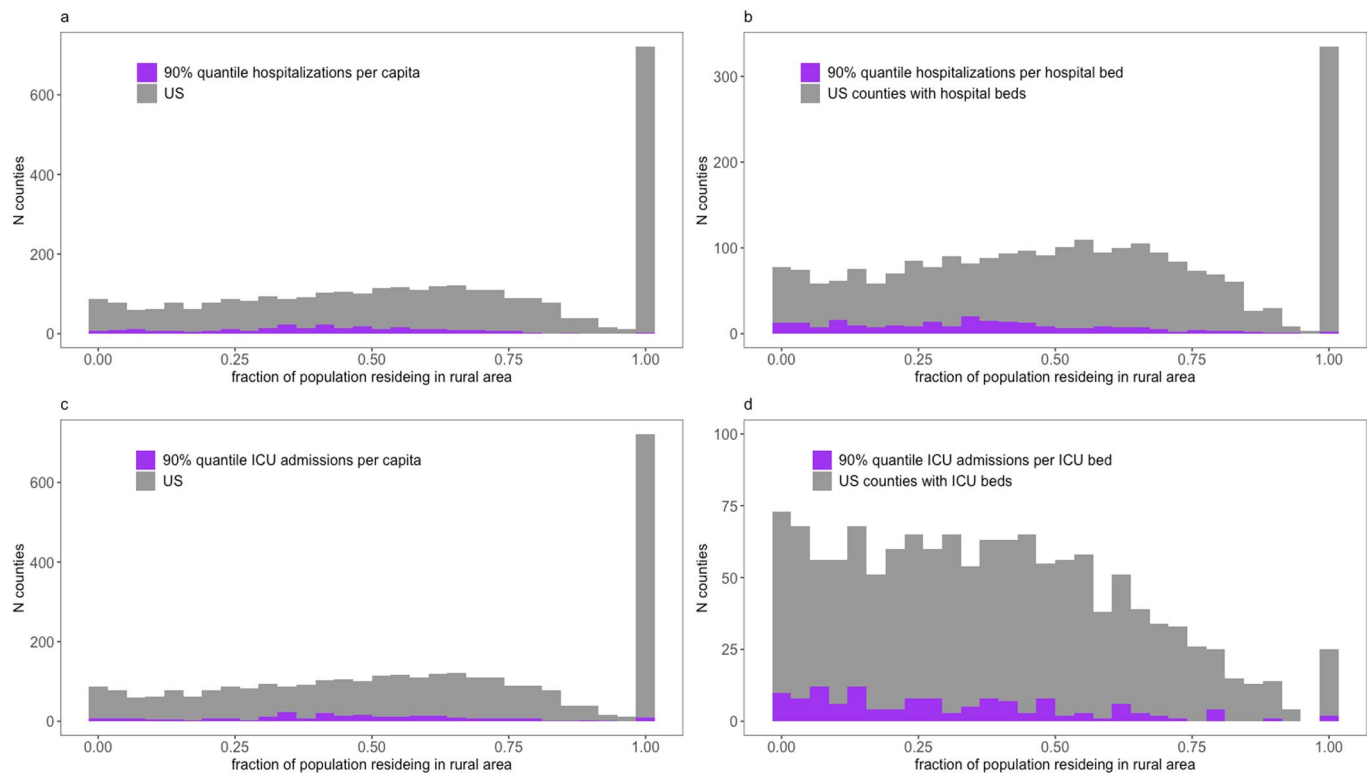 a
600
400
200
0
N counties
90% quantile hospitalizations per capita
US
0.00 0.25 0.50 0.75 1.00
fraction of population resideing in rural area
b
300
200
100
0
N counties
90% quantile hospitalizations per hospital bed
US counties with hospital beds
0.00 0.25 0.50 0.75 1.00
fraction of population resideing in rural area
c
600
400
200
0
N counties
90% quantile ICU admissions per capita
US
0.00 0.25 0.50 0.75 1.00
fraction of population resideing in rural area
d
100
75
50
25
0
N counties
90% quantile ICU admissions per ICU bed
US counties with ICU beds
0.00 0.25 0.50 0.75 1.00
fraction of population resideing in rural area